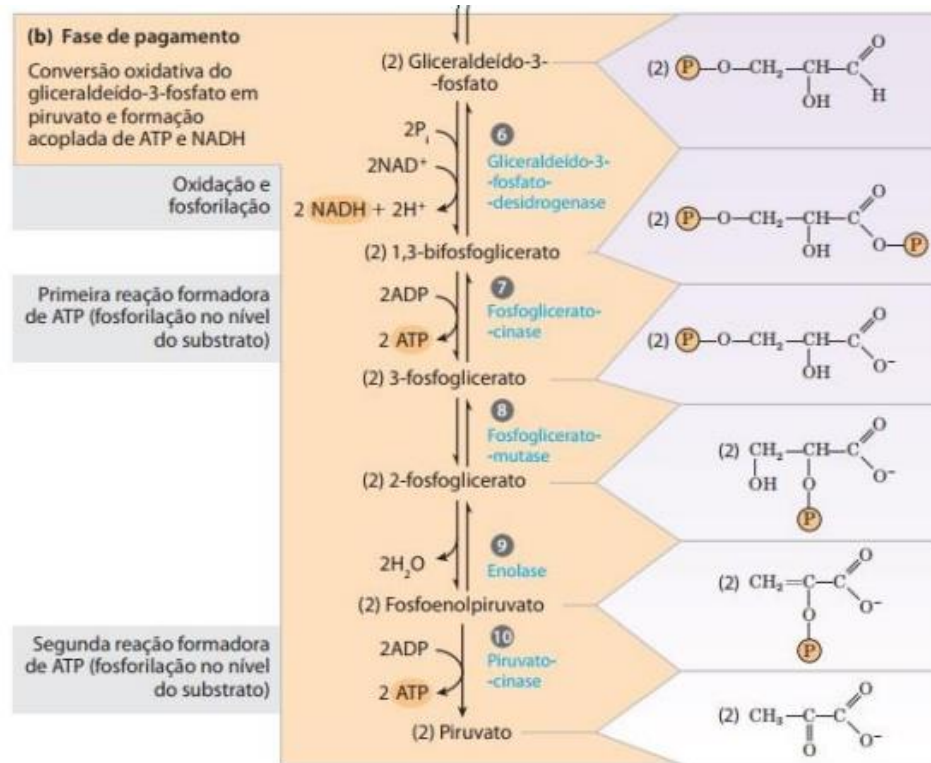 (b) Fase de pagamento
Conversão oxidativa do
gliceraldeído-3-fosfato em
piruvato e formação
acoplada de ATP e NADH
(2) Gliceraldeído-3-
-fosfato
(2) P—O—CH₂—CH—C
O
H
OH
2Pᵢ
2NAD⁺
2 NADH + 2H⁺
6
Gliceraldeído-3-
-fosfato-
-desidrogenase
Oxidação e
fosforilação
(2) 1,3-bifosfoglicerato
(2) P—O—CH₂—CH—C
O
O—P
OH
Primeira reação formadora
de ATP (fosforilação no nível
do substrato)
2ADP
2 ATP
7
Fosfoglicerato-
-cinase
(2) 3-fosfoglicerato
(2) P—O—CH₂—CH—C
O
O⁻
OH
8
Fosfoglicerato-
-mutase
(2) 2-fosfoglicerato
(2) CH₂—CH—C
O
O⁻
OH
O
P
2H₂O
9
Enolase
(2) Fosfoenolpiruvato
(2) CH₂=C—C
O
O⁻
O
P
Segunda reação formadora
de ATP (fosforilação no nível
do substrato)
2ADP
2 ATP
10
Piruvato-
-cinase
(2) Piruvato
(2) CH₃—C—C
O
O⁻
O